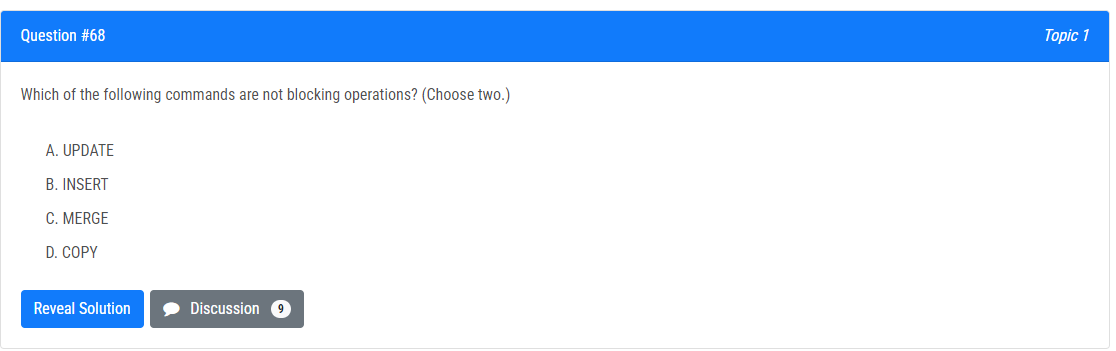 Question #68
Topic 1
Which of the following commands are not blocking operations? (Choose two.)
A. UPDATE
B. INSERT
C. MERGE
D. COPY
Reveal Solution
Discussion 9